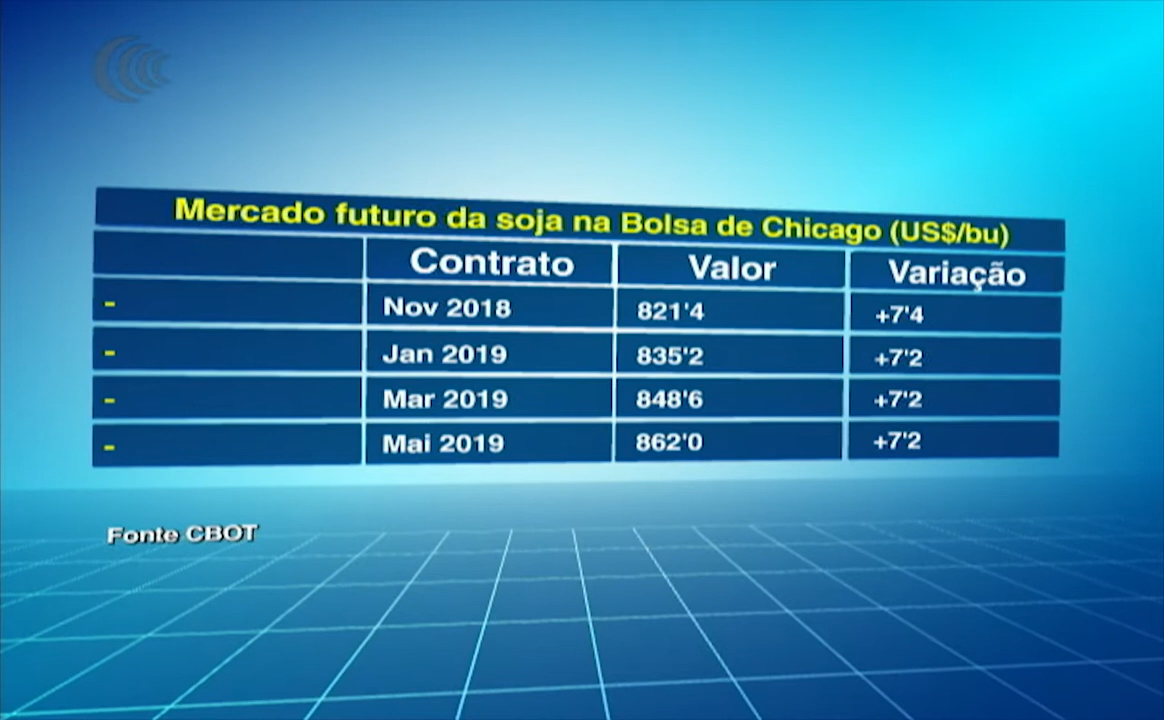 Mercado futuro da soja na Bolsa de Chicago (US$/bu)
Contrato Valor Variação
- Nov 2018 821'4 +7'4
- Jan 2019 835'2 +7'2
- Mar 2019 848'6 +7'2
- Mai 2019 862'0 +7'2
Fonte CBOT